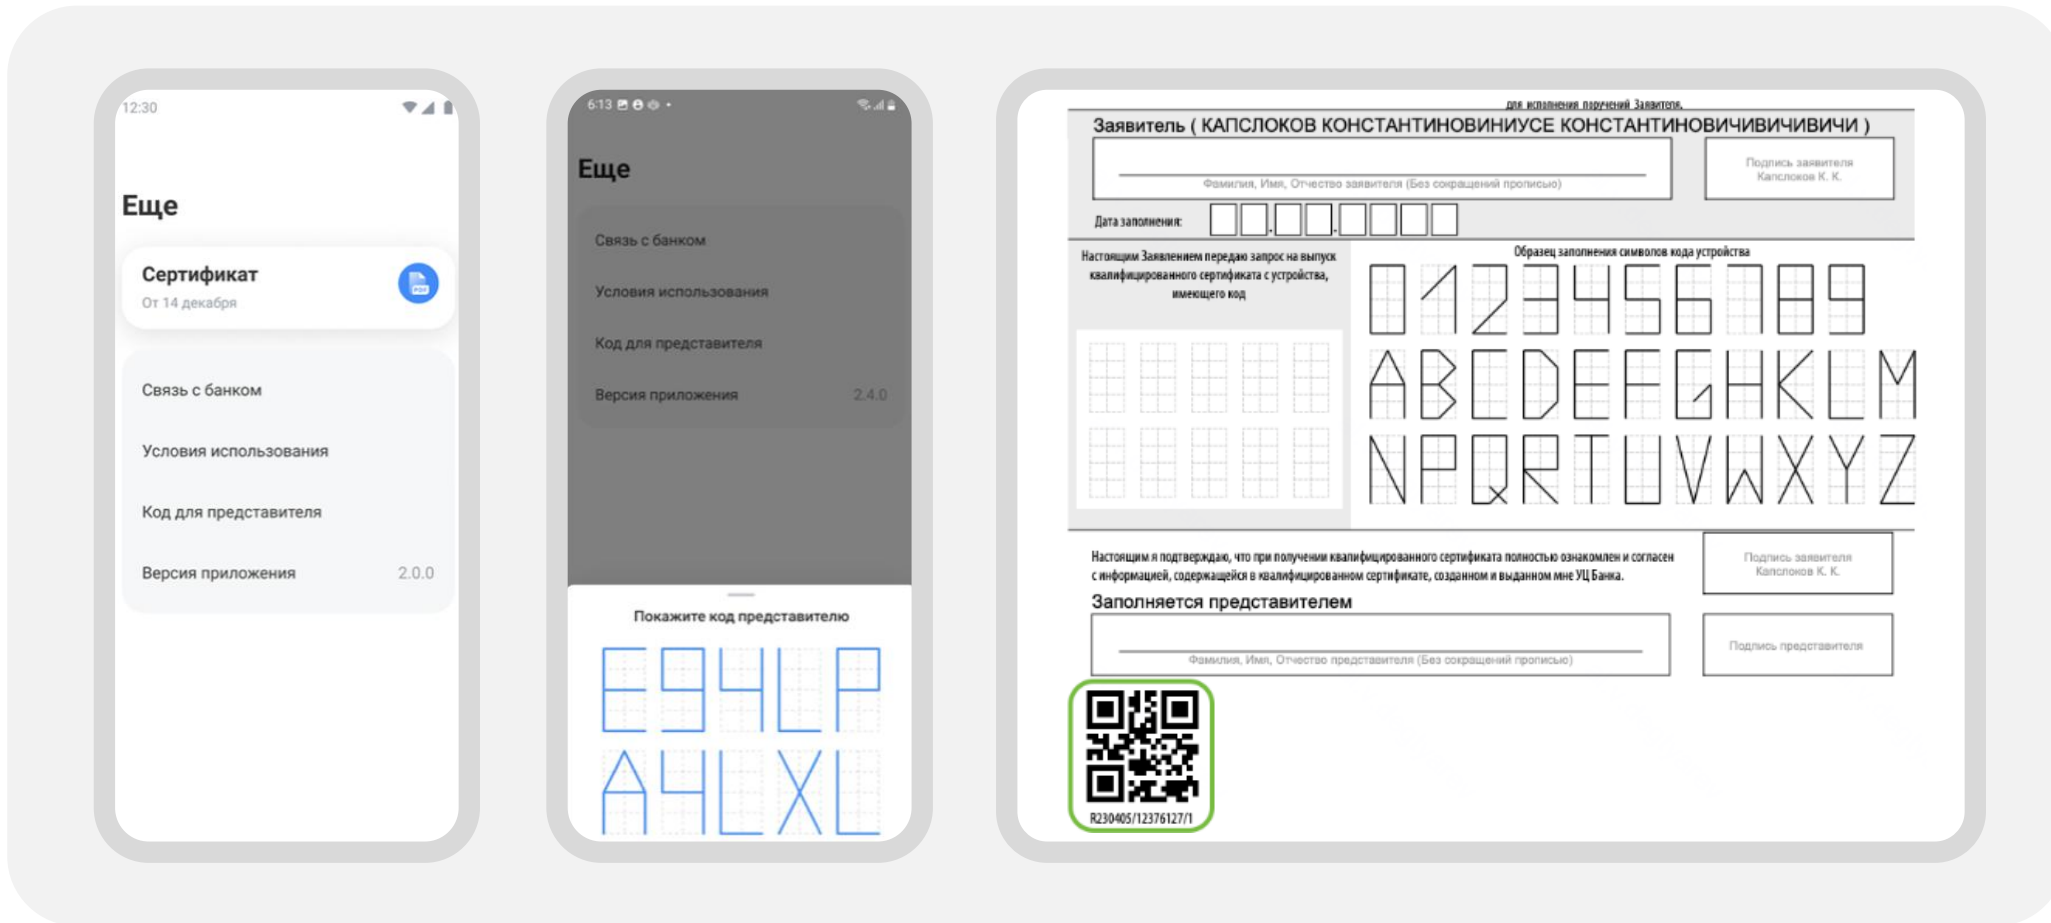 12:30
Еще
Сертификат
От 14 декабря
PDF
Связь с банком
Условия использования
Код для представителя
Версия приложения 2.0.0
6:13
Еще
Связь с банком
Условия использования
Код для представителя
Версия приложения 2.4.0
Покажите код представителю
E94LP
A4LXL
для исполнения поручений Заявителя.
Заявитель ( КАПСЛОКОВ КОНСТАНТИНОВИНИУСЕ КОНСТАНТИНОВИЧИВИЧИВИЧИ )
Фамилия, Имя, Отчество заявителя (Без сокращений прописью)
Подпись заявителя
Капслоков К. К.
Дата заполнения:
Настоящим Заявлением передаю запрос на выпуск
квалифицированного сертификата с устройства,
имеющего код
Образец заполнения символов кода устройства
0123456789
ABCDEFGHKLM
NPQRTUVWXYZ
Настоящим я подтверждаю, что при получении квалифицированного сертификата полностью ознакомлен и согласен
с информацией, содержащейся в квалифицированном сертификате, созданном и выданном мне УЦ Банка.
Подпись заявителя
Капслоков К. К.
Заполняется представителем
Фамилия, Имя, Отчество представителя (Без сокращений прописью)
Подпись представителя
R230405/12376127/1